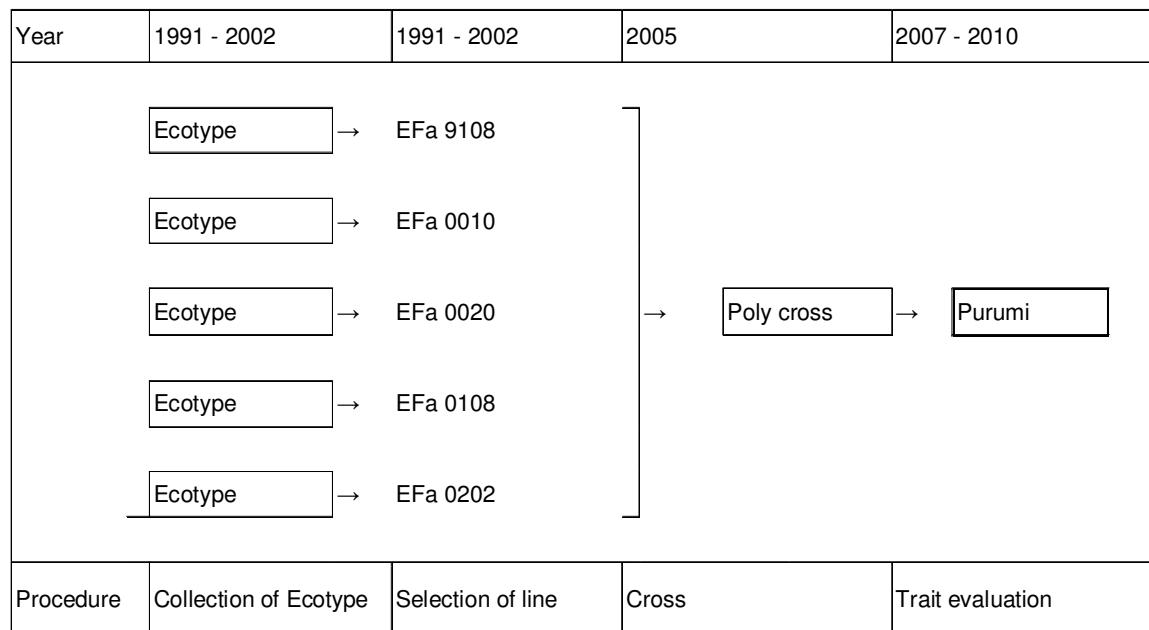 Year 1991 - 2002 1991 - 2002 2005 2007 - 2010
Ecotype → EFa 9108
Ecotype → EFa 0010
Ecotype → EFa 0020 → Poly cross → Purumi
Ecotype → EFa 0108
Ecotype → EFa 0202
Procedure Collection of Ecotype Selection of line Cross Trait evaluation